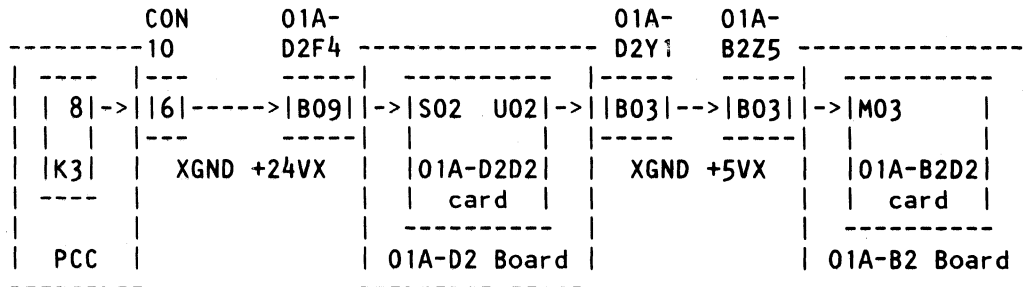 CON 01A- 01A- 01A-
10 D2F4 D2Y1 B2Z5
8 -> 6 -----> B09 -> S02 U02 -> B03 --> B03 -> M03
K3 XGND +24VX 01A-D2D2 XGND +5VX 01A-B2D2
card card
PCC 01A-D2 Board 01A-B2 Board